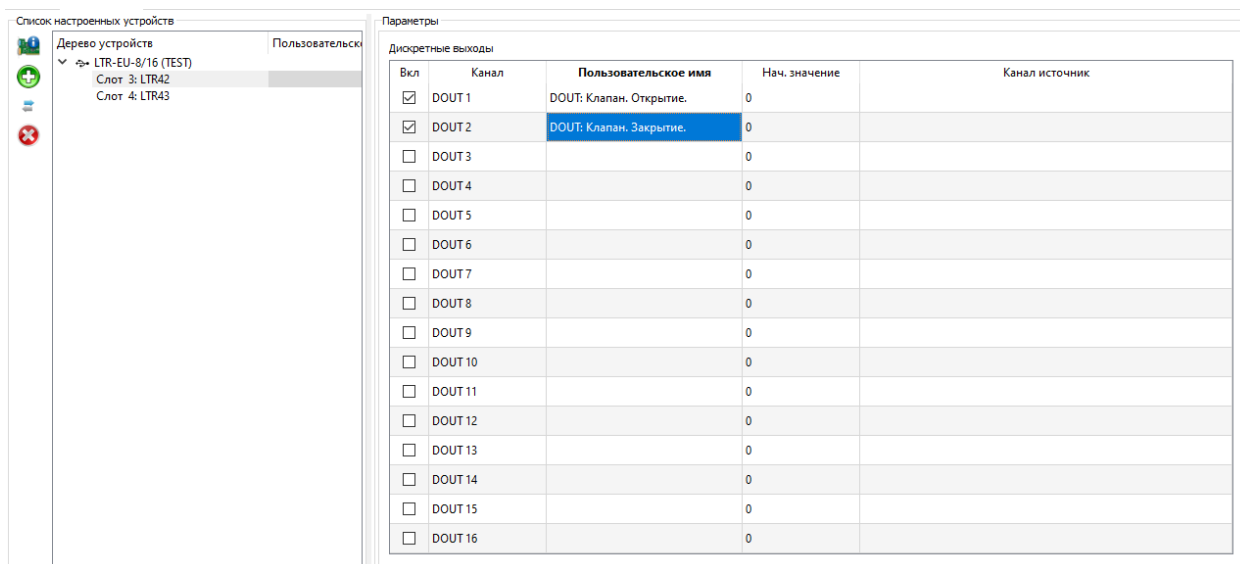 Список настроенных устройств
Дерево устройств Пользовательск
LTR-EU-8/16 (TEST)
Слот 3: LTR42
Слот 4: LTR43
Параметры
Дискретные выходы
Вкл Канал Пользовательское имя Нач. значение Канал источник
DOUT 1 DOUT: Клапан. Открытие. 0
DOUT 2 DOUT: Клапан. Закрытие. 0
DOUT 3 0
DOUT 4 0
DOUT 5 0
DOUT 6 0
DOUT 7 0
DOUT 8 0
DOUT 9 0
DOUT 10 0
DOUT 11 0
DOUT 12 0
DOUT 13 0
DOUT 14 0
DOUT 15 0
DOUT 16 0